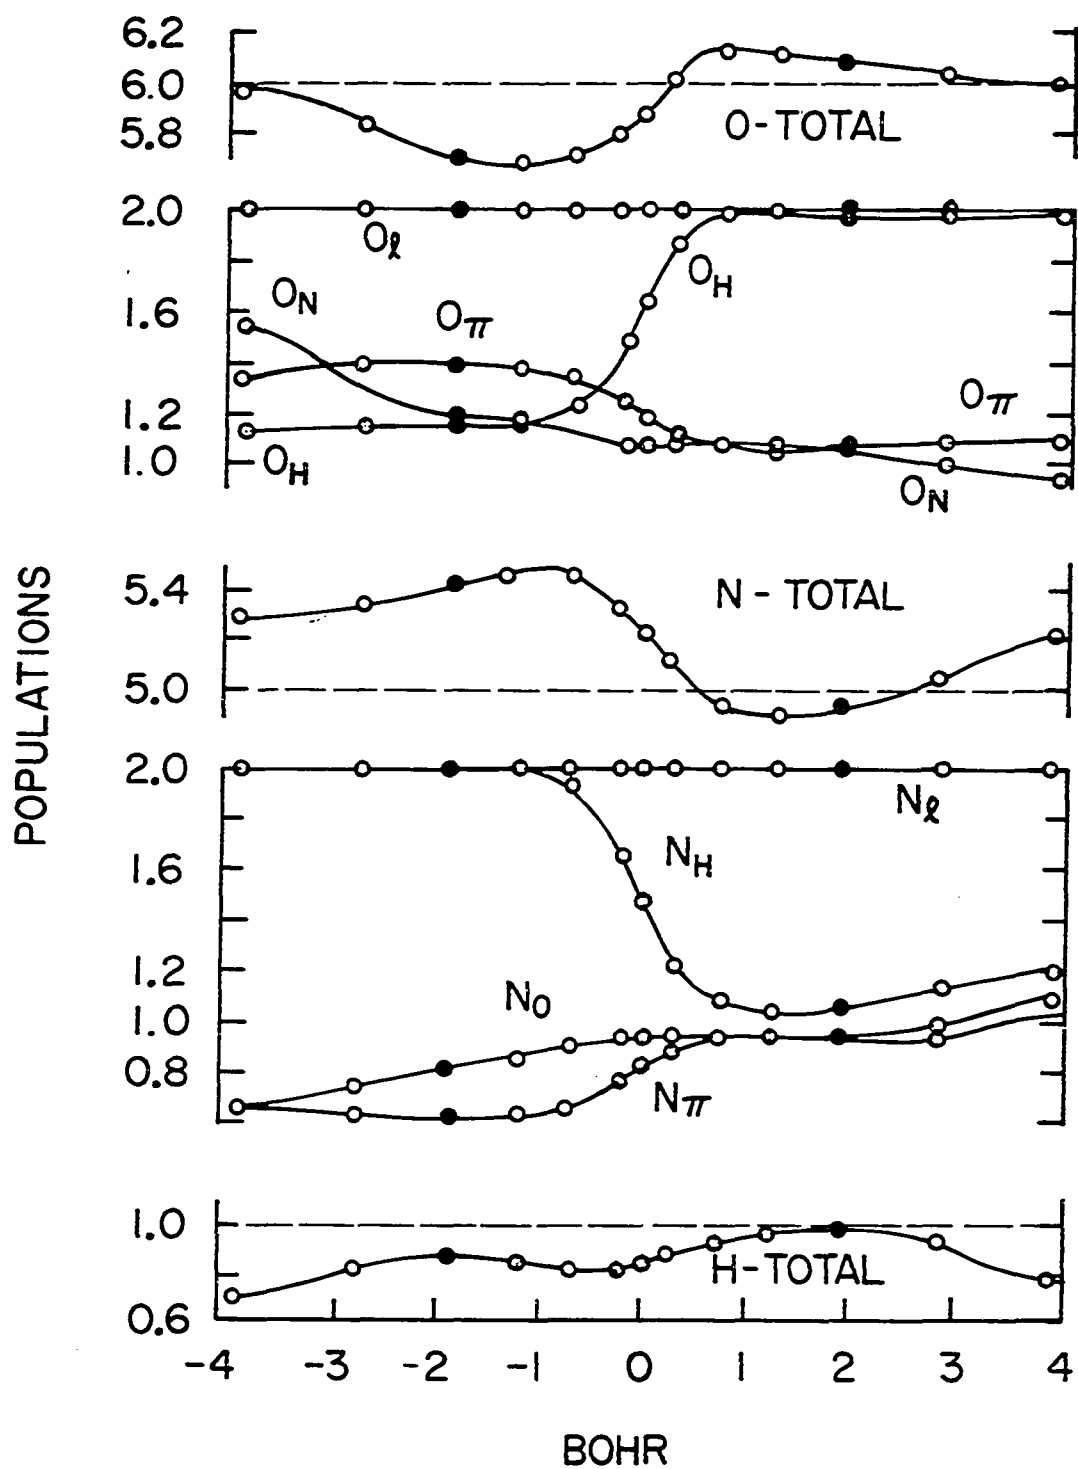 6.2
6.0
5.8
O-TOTAL
2.0
Oℓ
OH
ON
1.6
Oπ
1.2
Oπ
1.0
OH
ON
5.4
N - TOTAL
5.0
POPULATIONS
2.0
Nℓ
NH
1.6
1.2
NO
1.0
0.8
Nπ
1.0
H-TOTAL
0.6
-4 -3 -2 -1 0 1 2 3 4
BOHR